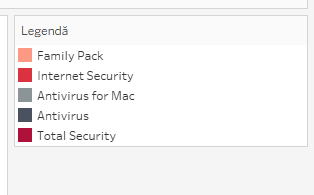 Legendă
Family Pack
Internet Security
Antivirus for Mac
Antivirus
Total Security